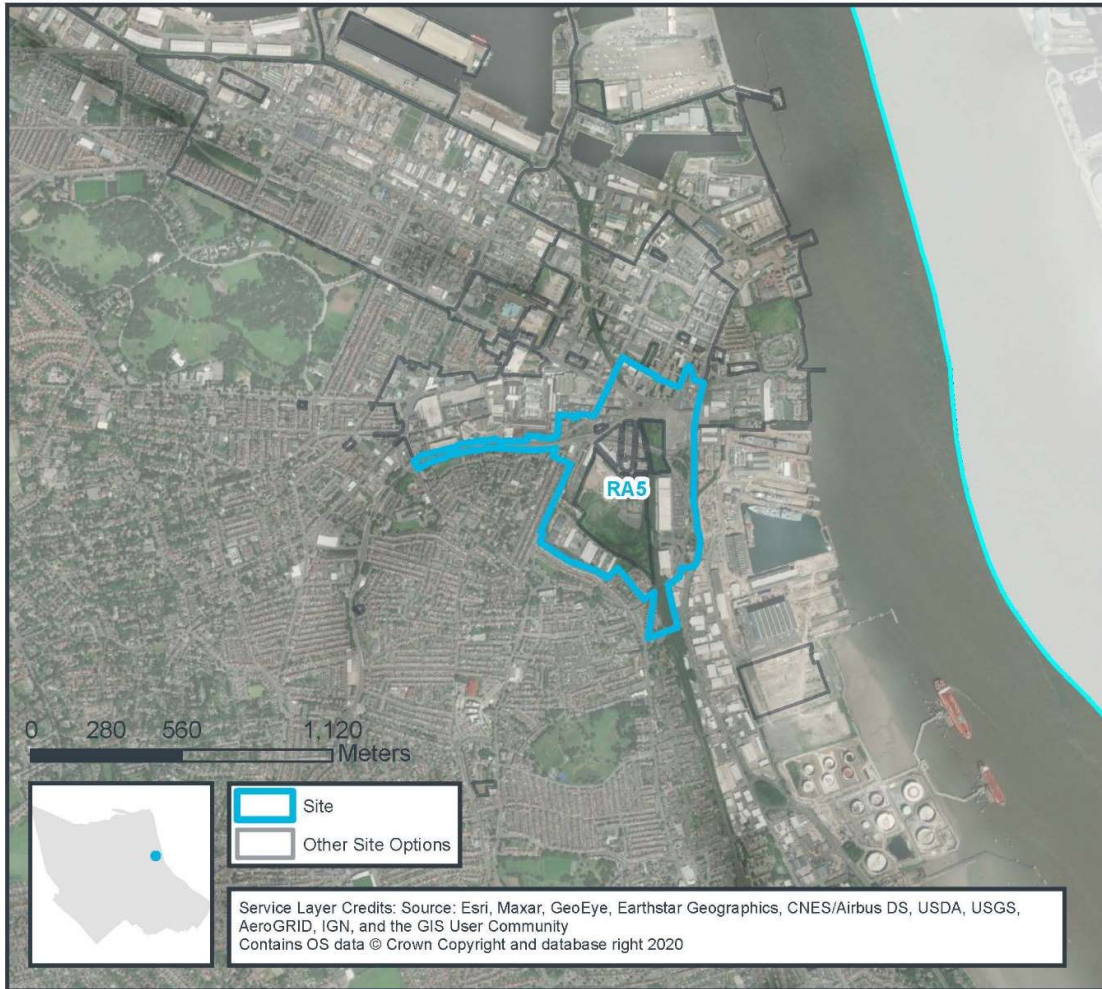 RA5
0 280 560 1,120
Meters
Site
Other Site Options
Service Layer Credits: Source: Esri, Maxar, GeoEye, Earthstar Geographics, CNES/Airbus DS, USDA, USGS,
AeroGRID, IGN, and the GIS User Community
Contains OS data © Crown Copyright and database right 2020